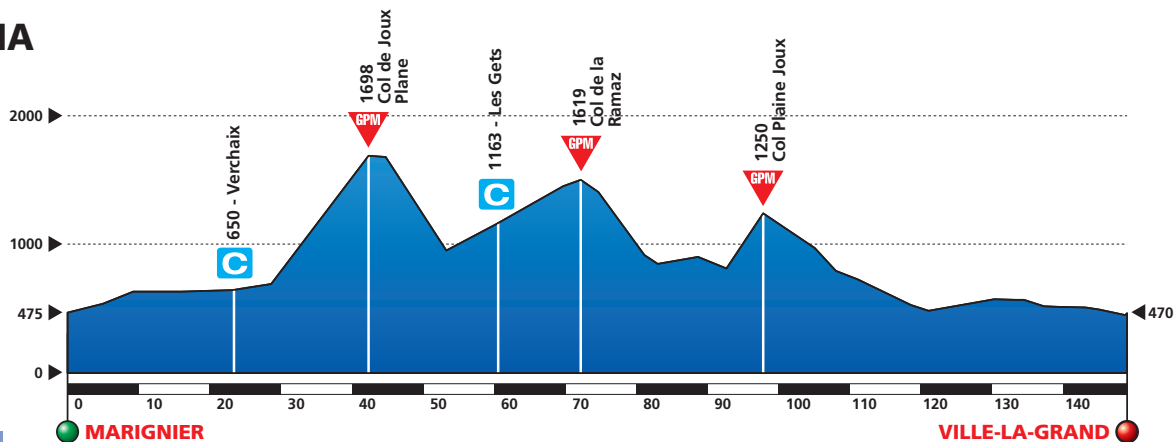 IA
2000
1000
475
0
650 - Verchaix
C
1698
Col de Joux
Plane
GPM
1163 - Les Gets
C
1619
Col de la
Ramaz
GPM
1250
Col Plaine Joux
GPM
470
0 10 20 30 40 50 60 70 80 90 100 110 120 130 140
MARIGNIER
VILLE-LA-GRAND